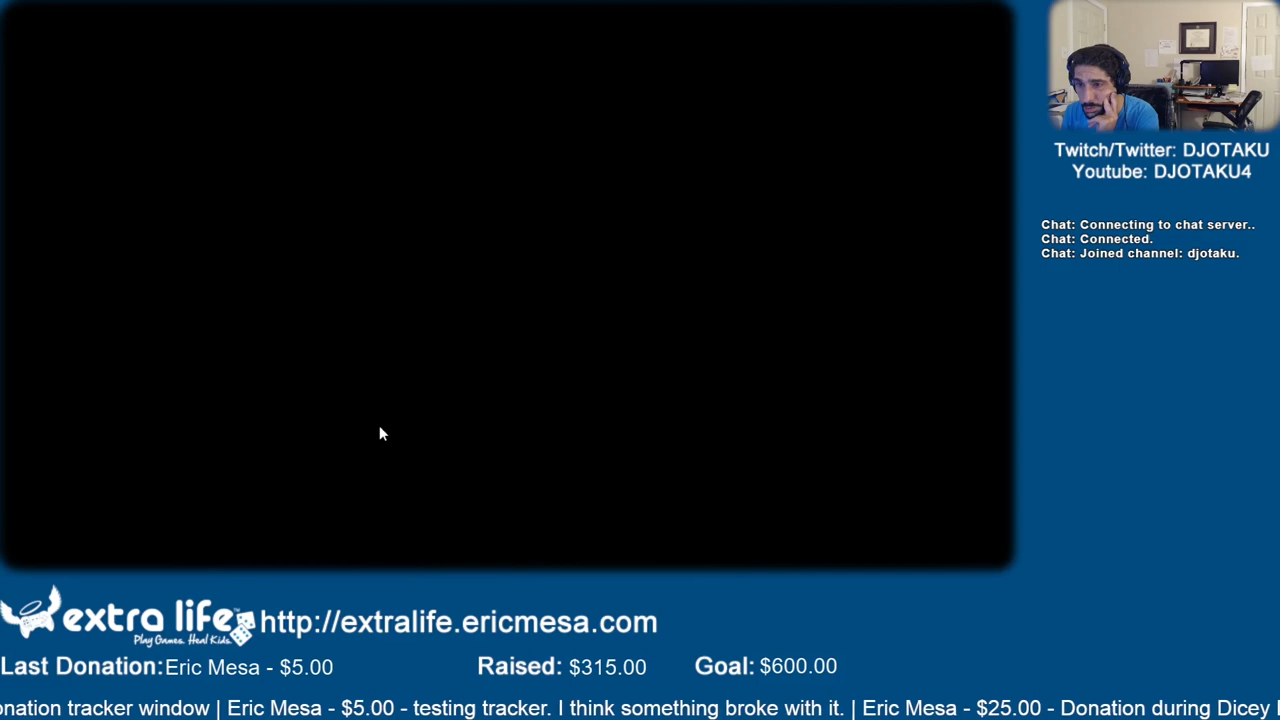 Twitch/Twitter: DJOTAKU
Youtube: DJOTAKU4
Chat: Connecting to chat server..
Chat: Connected.
Chat: Joined channel: djotaku.
extra life
Play Games. Heal Kids.
http://extralife.ericmesa.com
Last Donation: Eric Mesa - $5.00 Raised: $315.00 Goal: $600.00
onation tracker window | Eric Mesa - $5.00 - testing tracker. I think something broke with it. | Eric Mesa - $25.00 - Donation during Dicey